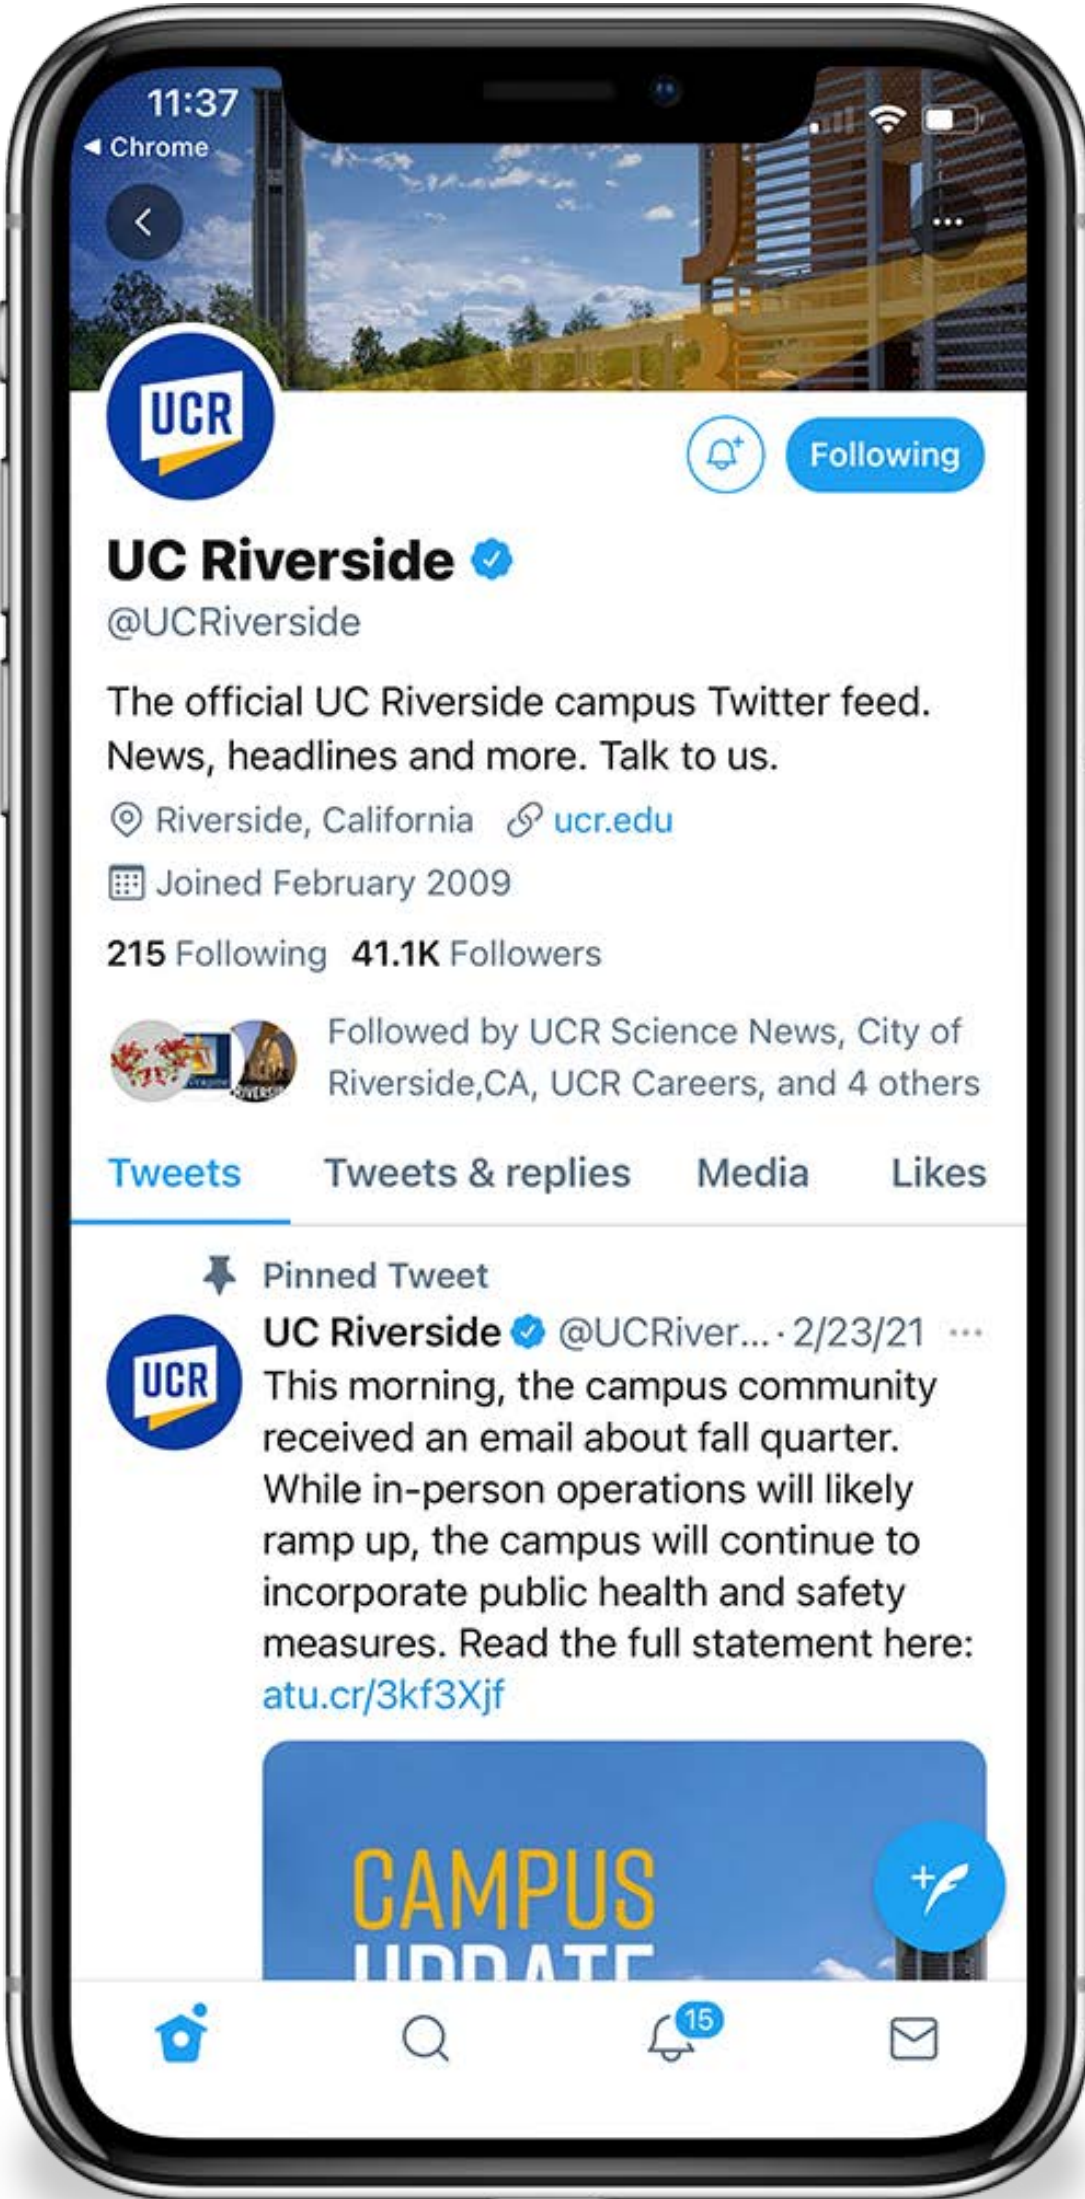 11:37
◀ Chrome
UCR
Following
UC Riverside
@UCRiverside
The official UC Riverside campus Twitter feed.
News, headlines and more. Talk to us.
Riverside, California ucr.edu
Joined February 2009
215 Following 41.1K Followers
Followed by UCR Science News, City of
Riverside,CA, UCR Careers, and 4 others
Tweets Tweets & replies Media Likes
Pinned Tweet
UC Riverside @UCRiver... · 2/23/21 ···
UCR
This morning, the campus community
received an email about fall quarter.
While in-person operations will likely
ramp up, the campus will continue to
incorporate public health and safety
measures. Read the full statement here:
atu.cr/3kf3Xjf
CAMPUS
UPDATE
15